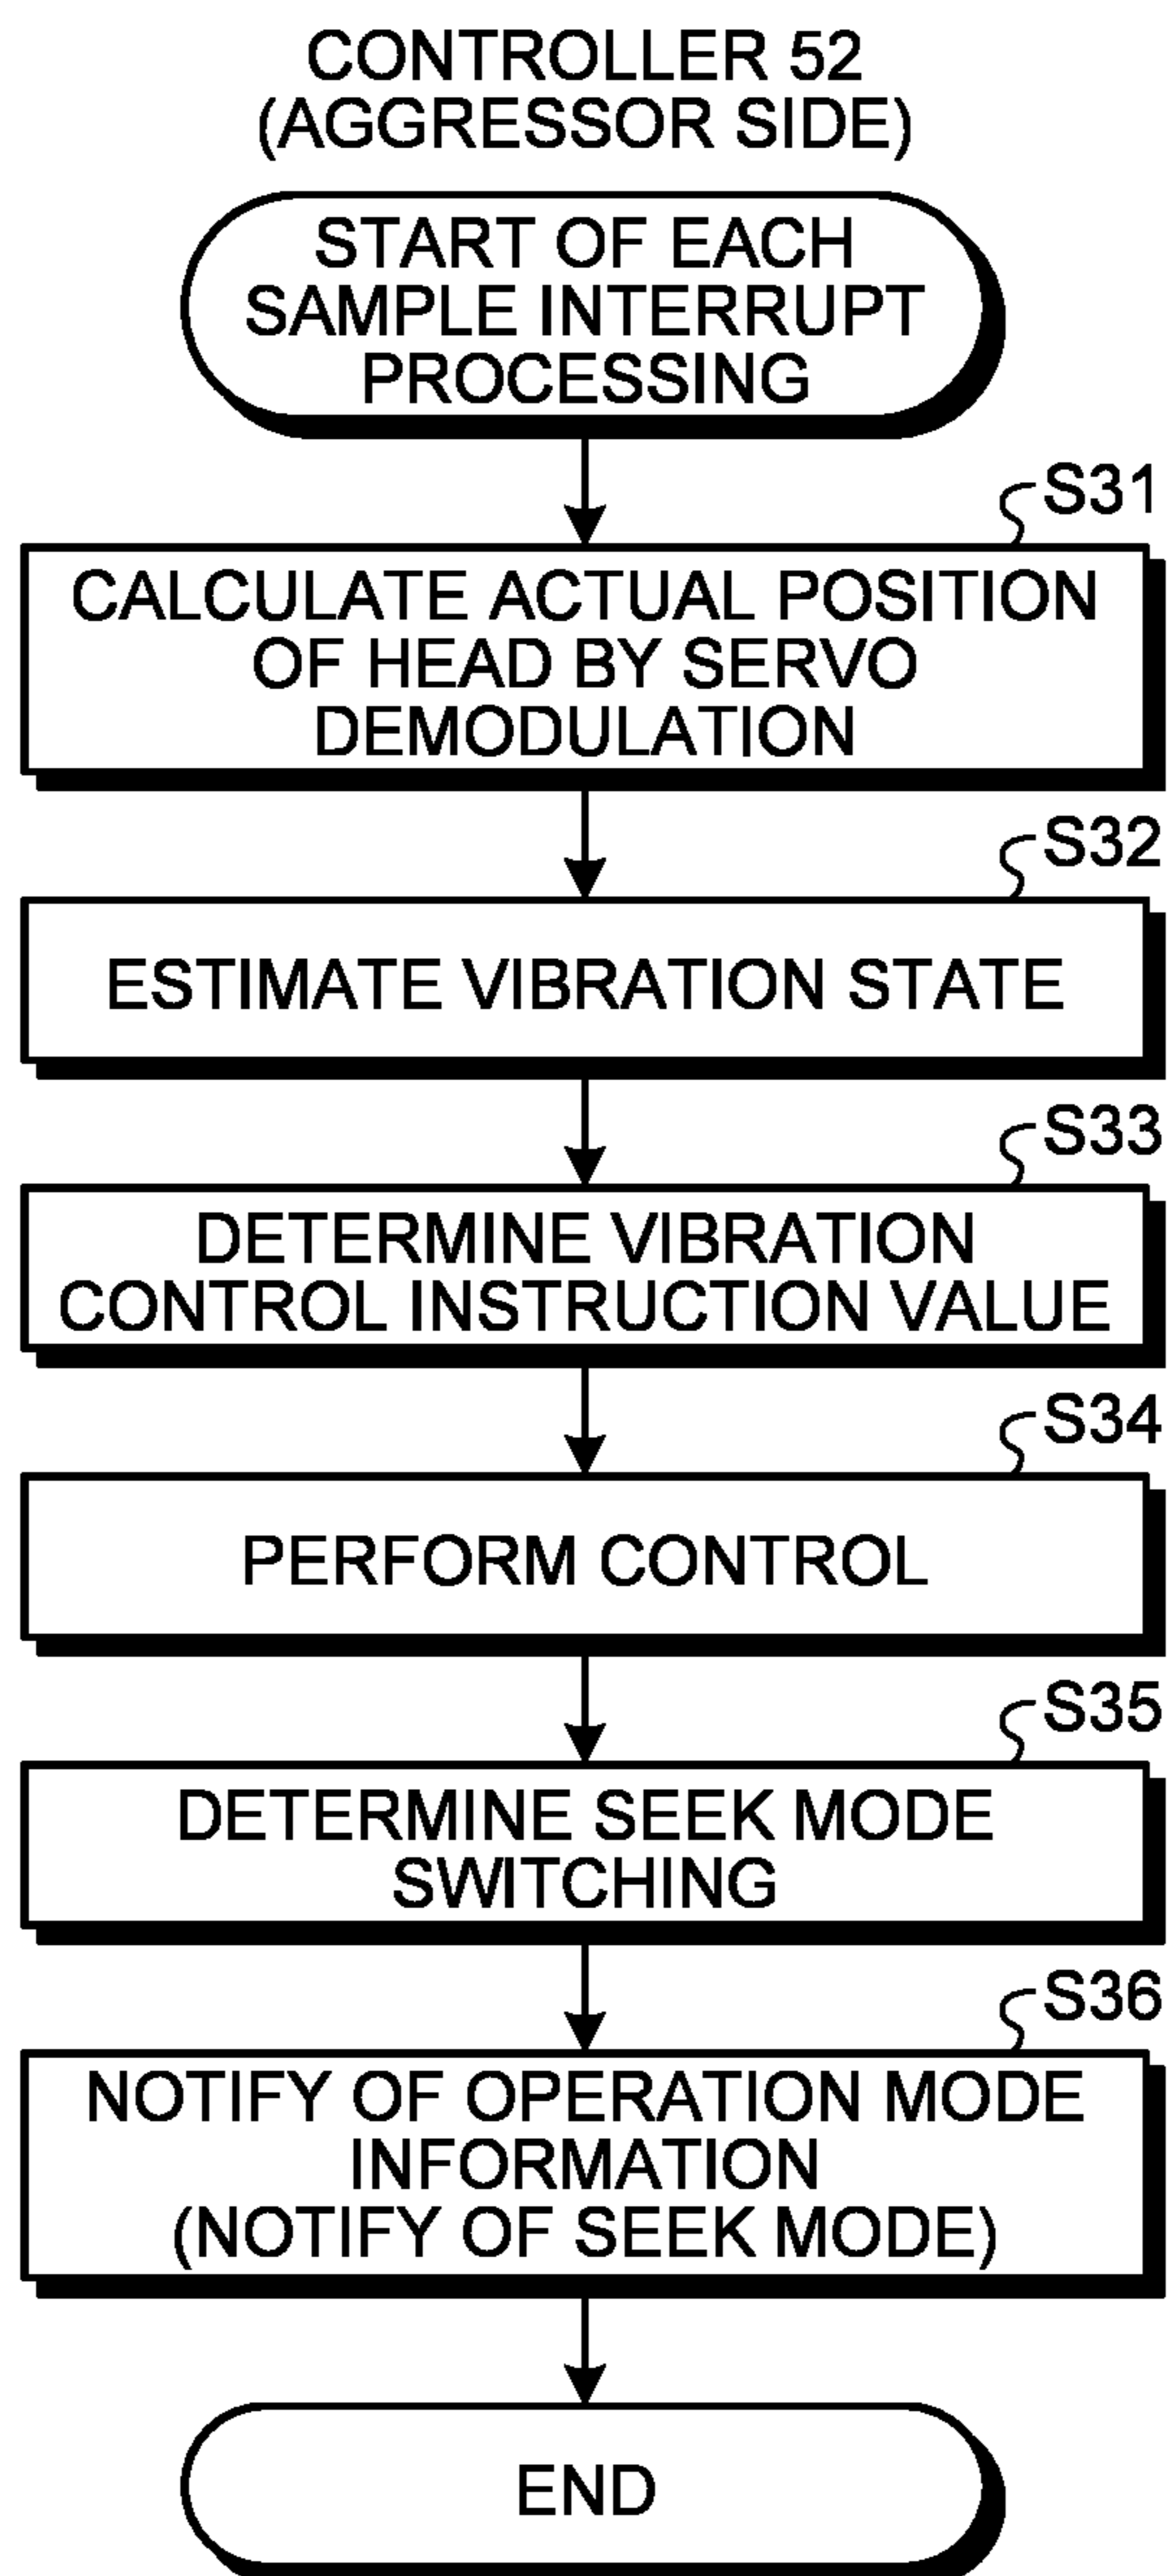 CONTROLLER 52
(AGGRESSOR SIDE)
START OF EACH
SAMPLE INTERRUPT
PROCESSING
S31
CALCULATE ACTUAL POSITION
OF HEAD BY SERVO
DEMODULATION
S32
ESTIMATE VIBRATION STATE
S33
DETERMINE VIBRATION
CONTROL INSTRUCTION VALUE
S34
PERFORM CONTROL
S35
DETERMINE SEEK MODE
SWITCHING
S36
NOTIFY OF OPERATION MODE
INFORMATION
(NOTIFY OF SEEK MODE)
END